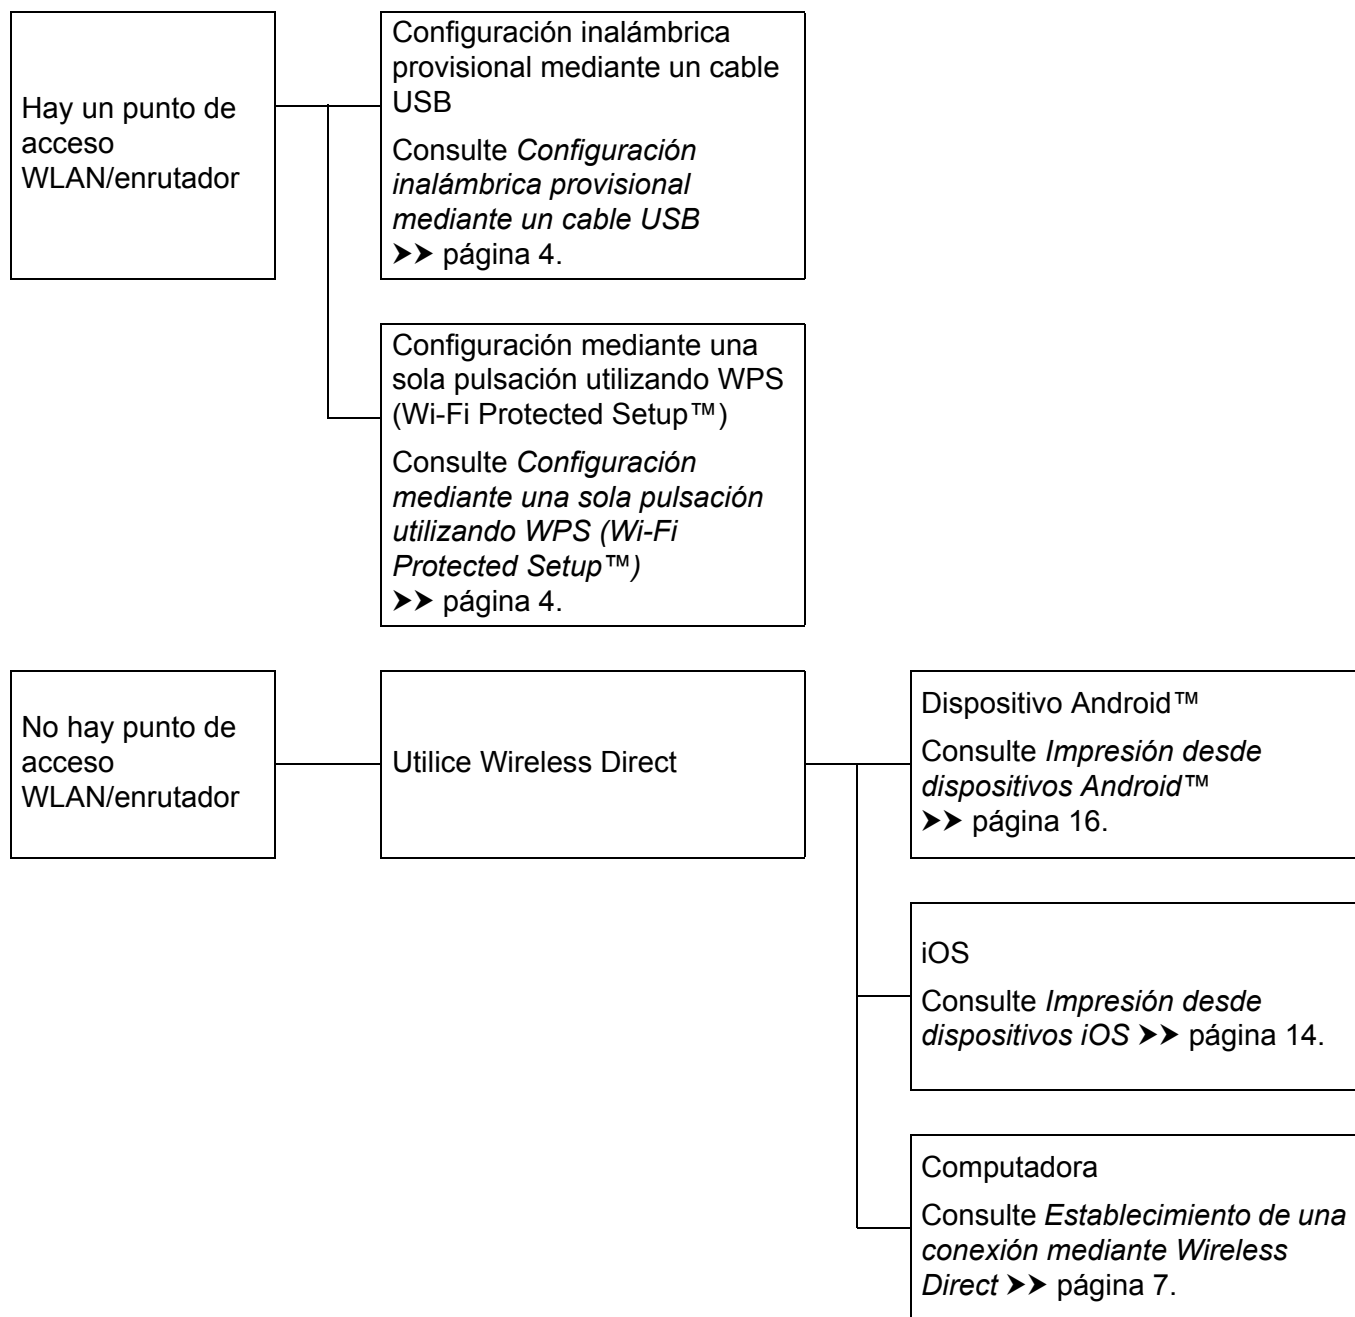 Hay un punto de
acceso
WLAN/enrutador
Configuración inalámbrica
provisional mediante un cable
USB
Consulte Configuración
inalámbrica provisional
mediante un cable USB
➤➤ página 4.
Configuración mediante una
sola pulsación utilizando WPS
(Wi-Fi Protected Setup™)
Consulte Configuración
mediante una sola pulsación
utilizando WPS (Wi-Fi
Protected Setup™)
➤➤ página 4.
No hay punto de
acceso
WLAN/enrutador
Utilice Wireless Direct
Dispositivo Android™
Consulte Impresión desde
dispositivos Android™
➤➤ página 16.
iOS
Consulte Impresión desde
dispositivos iOS ➤➤ página 14.
Computadora
Consulte Establecimiento de una
conexión mediante Wireless
Direct ➤➤ página 7.